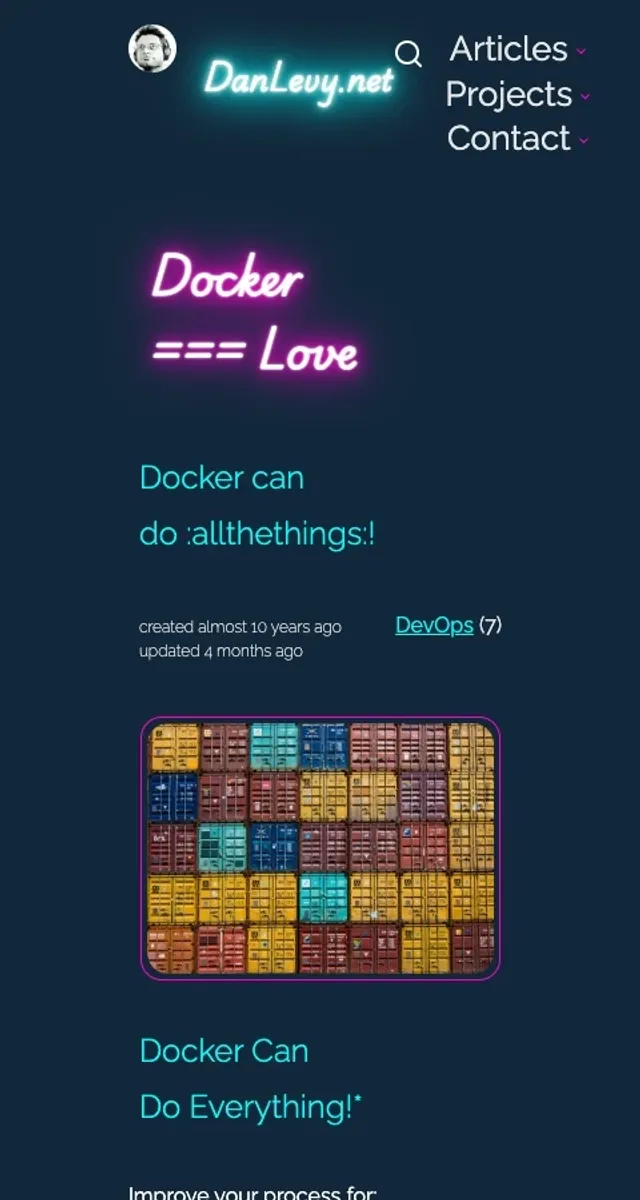 DanLevy.net
Articles
Projects
Contact
Docker
=== Love
Docker can
do :allthethings:!
created almost 10 years ago
updated 4 months ago
DevOps (7)
Docker Can
Do Everything!*
Improve your process for: